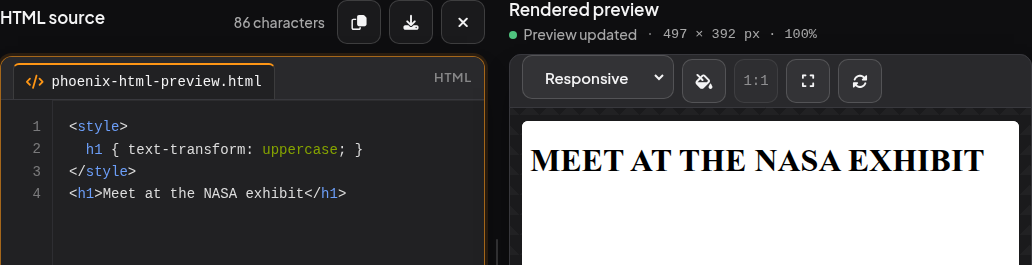 HTML source
86 characters
phoenix-html-preview.html
HTML
1 <style>
2   h1 { text-transform: uppercase; }
3 </style>
4 <h1>Meet at the NASA exhibit</h1>
Rendered preview
Preview updated · 497 × 392 px · 100%
Responsive
1:1
MEET AT THE NASA EXHIBIT